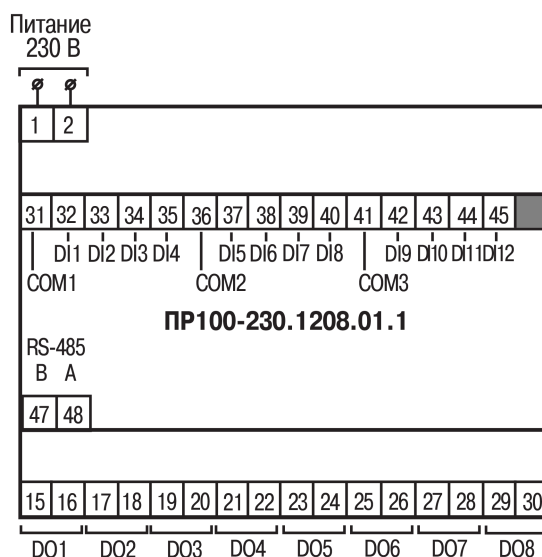 Питание
230 В
1 2
31 32 33 34 35 36 37 38 39 40 41 42 43 44 45
DI1 DI2 DI3 DI4 DI5 DI6 DI7 DI8 DI9 DI10 DI11 DI12
COM1 COM2 COM3
ПР100-230.1208.01.1
RS-485
B A
47 48
15 16 17 18 19 20 21 22 23 24 25 26 27 28 29 30
DO1 DO2 DO3 DO4 DO5 DO6 DO7 DO8